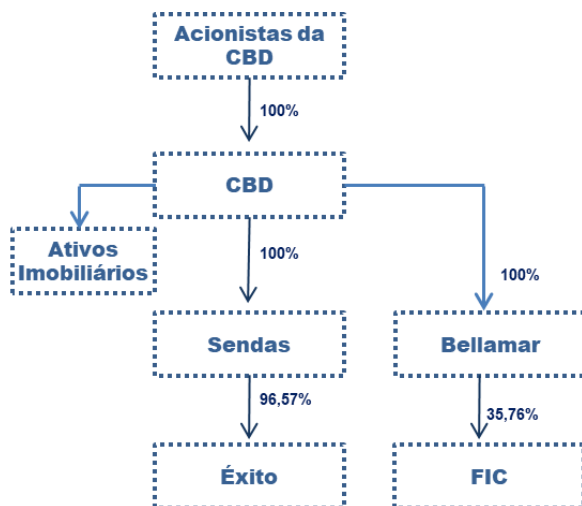 Acionistas da
CBD
100%
CBD
Ativos
Imobiliários
100%
100%
Sendas
Bellamar
96,57%
35,76%
Éxito
FIC